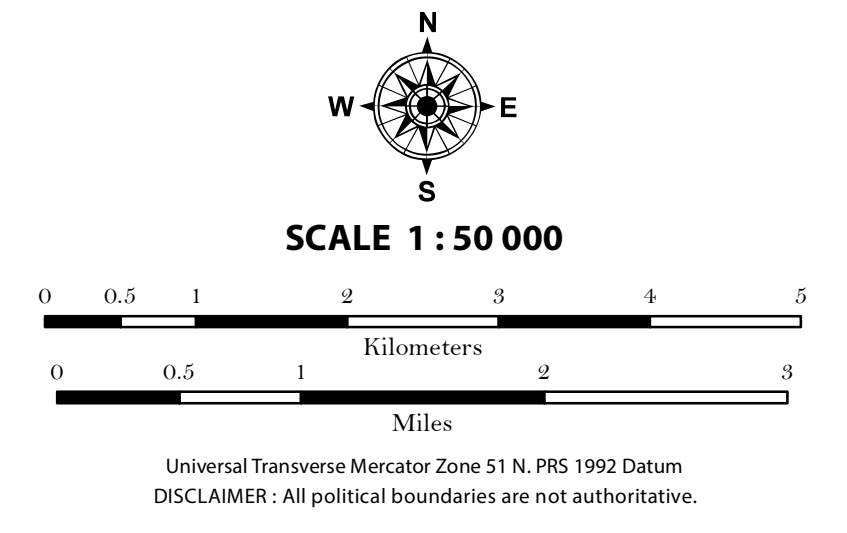 N
W E
S
SCALE 1 : 50 000
0 0.5 1 2 3 4 5
Kilometers
0 0.5 1 2 3
Miles
Universal Transverse Mercator Zone 51 N. PRS 1992 Datum
DISCLAIMER : All political boundaries are not authoritative.